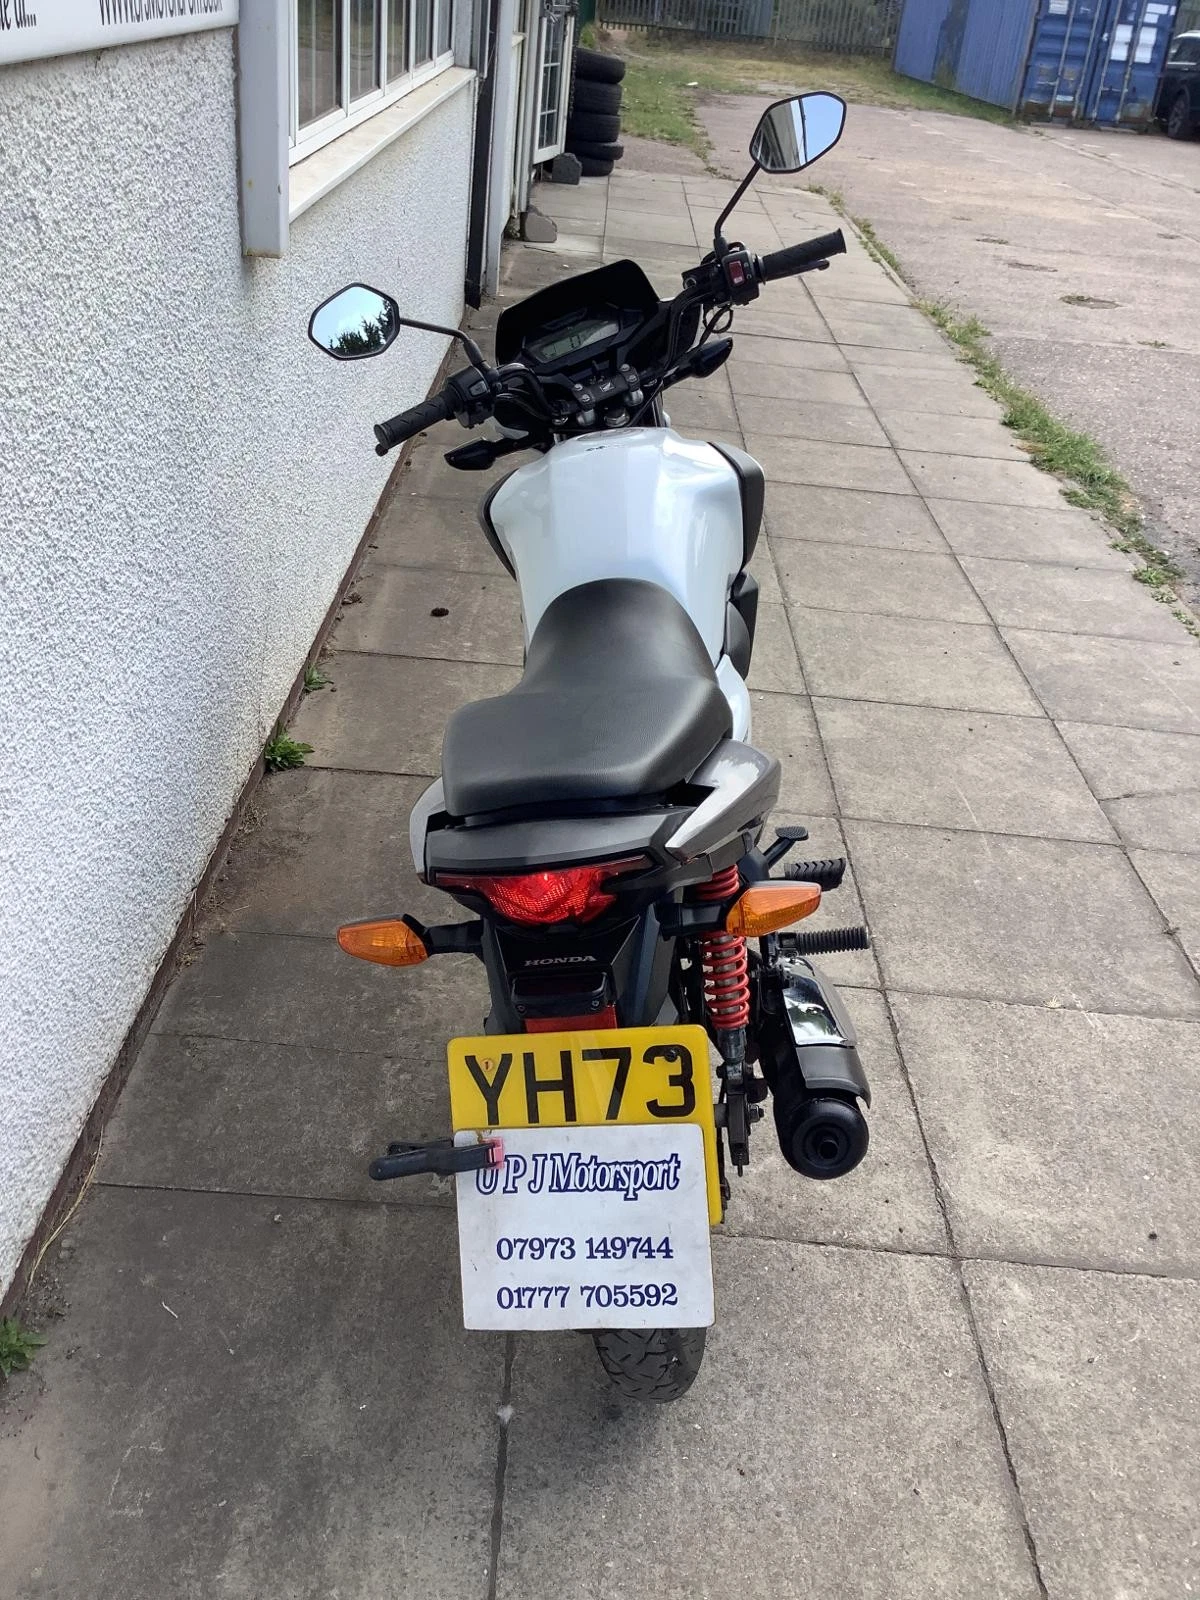 HONDA
YH73
U P J Motorsport
07973 149744
01777 705592